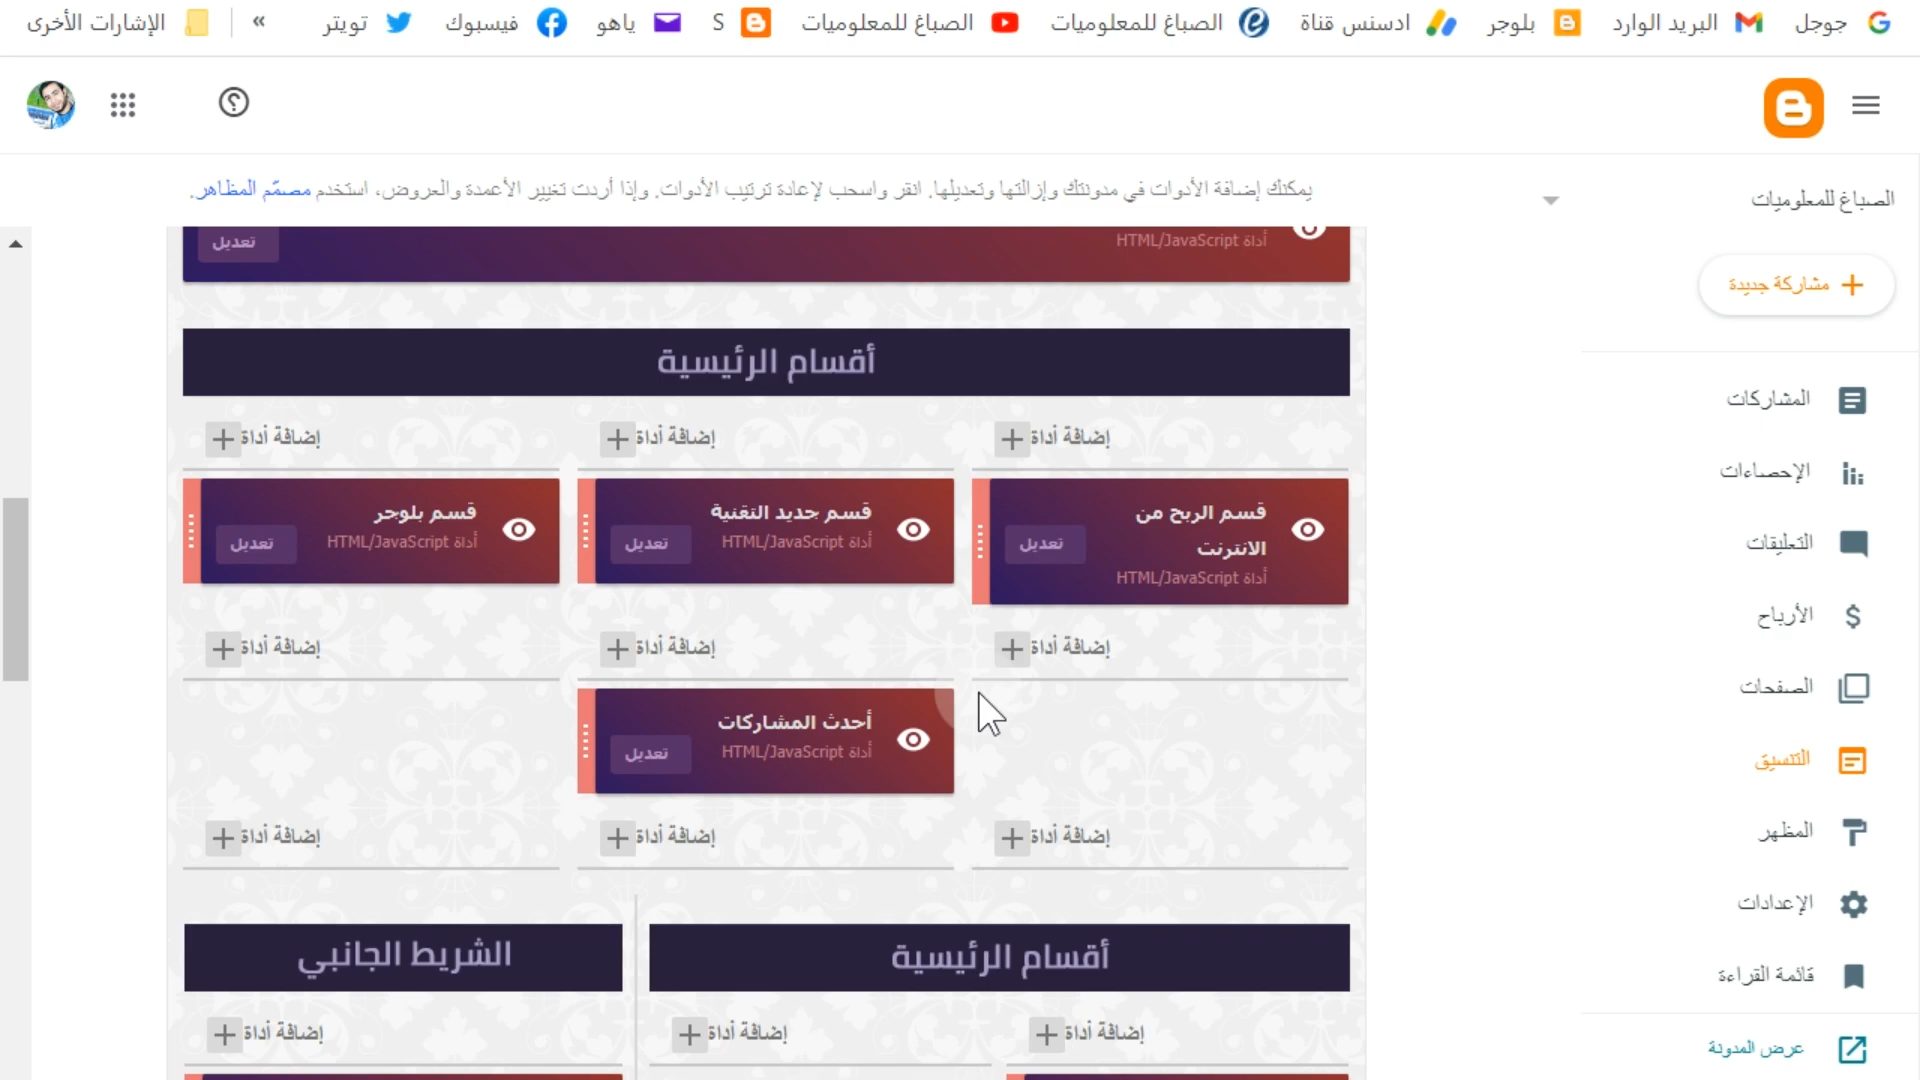 جوجل
البريد الوارد
بلوجر
ادسنس قناة
الصباغ للمعلوميات
الصباغ للمعلوميات
S
ياهو
فيسبوك
تويتر
»
الإشارات الأخرى
يمكنك إضافة الأدوات في مدونتك وإزالتها وتعديلها. انقر واسحب لإعادة ترتيب الأدوات. وإذا أردت تغيير الأعمدة والعروض، استخدم مصمّم المظاهر.
الصباغ للمعلوميات
مشاركة جديدة
المشاركات
الإحصاءات
التعليقات
الأرباح
الصفحات
التنسيق
المظهر
الإعدادات
قائمة القراءة
عرض المدونة
أداة HTML/JavaScript
تعديل
أقسام الرئيسية
إضافة أداة
إضافة أداة
إضافة أداة
قسم الربح من
الانترنت
أداة HTML/JavaScript
تعديل
قسم جديد التقنية
أداة HTML/JavaScript
تعديل
قسم بلوجر
أداة HTML/JavaScript
تعديل
إضافة أداة
إضافة أداة
إضافة أداة
أحدث المشاركات
أداة HTML/JavaScript
تعديل
إضافة أداة
إضافة أداة
إضافة أداة
أقسام الرئيسية
الشريط الجانبي
إضافة أداة
إضافة أداة
إضافة أداة